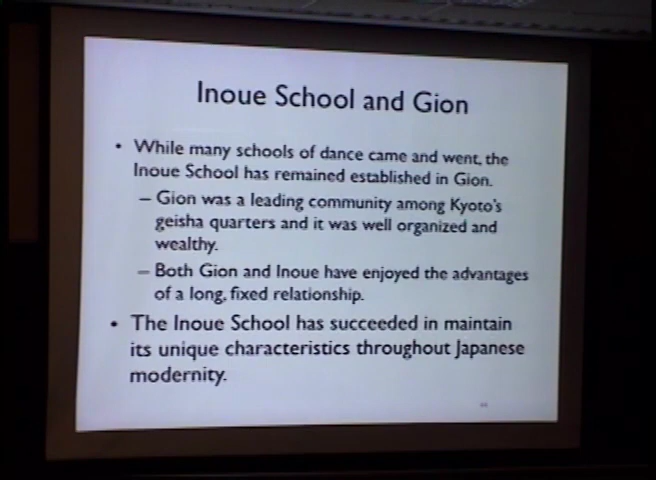 Inoue School and Gion
• While many schools of dance came and went, the
Inoue School has remained established in Gion.
– Gion was a leading community among Kyoto's
geisha quarters and it was well organized and
wealthy.
– Both Gion and Inoue have enjoyed the advantages
of a long, fixed relationship.
• The Inoue School has succeeded in maintain
its unique characteristics throughout Japanese
modernity.